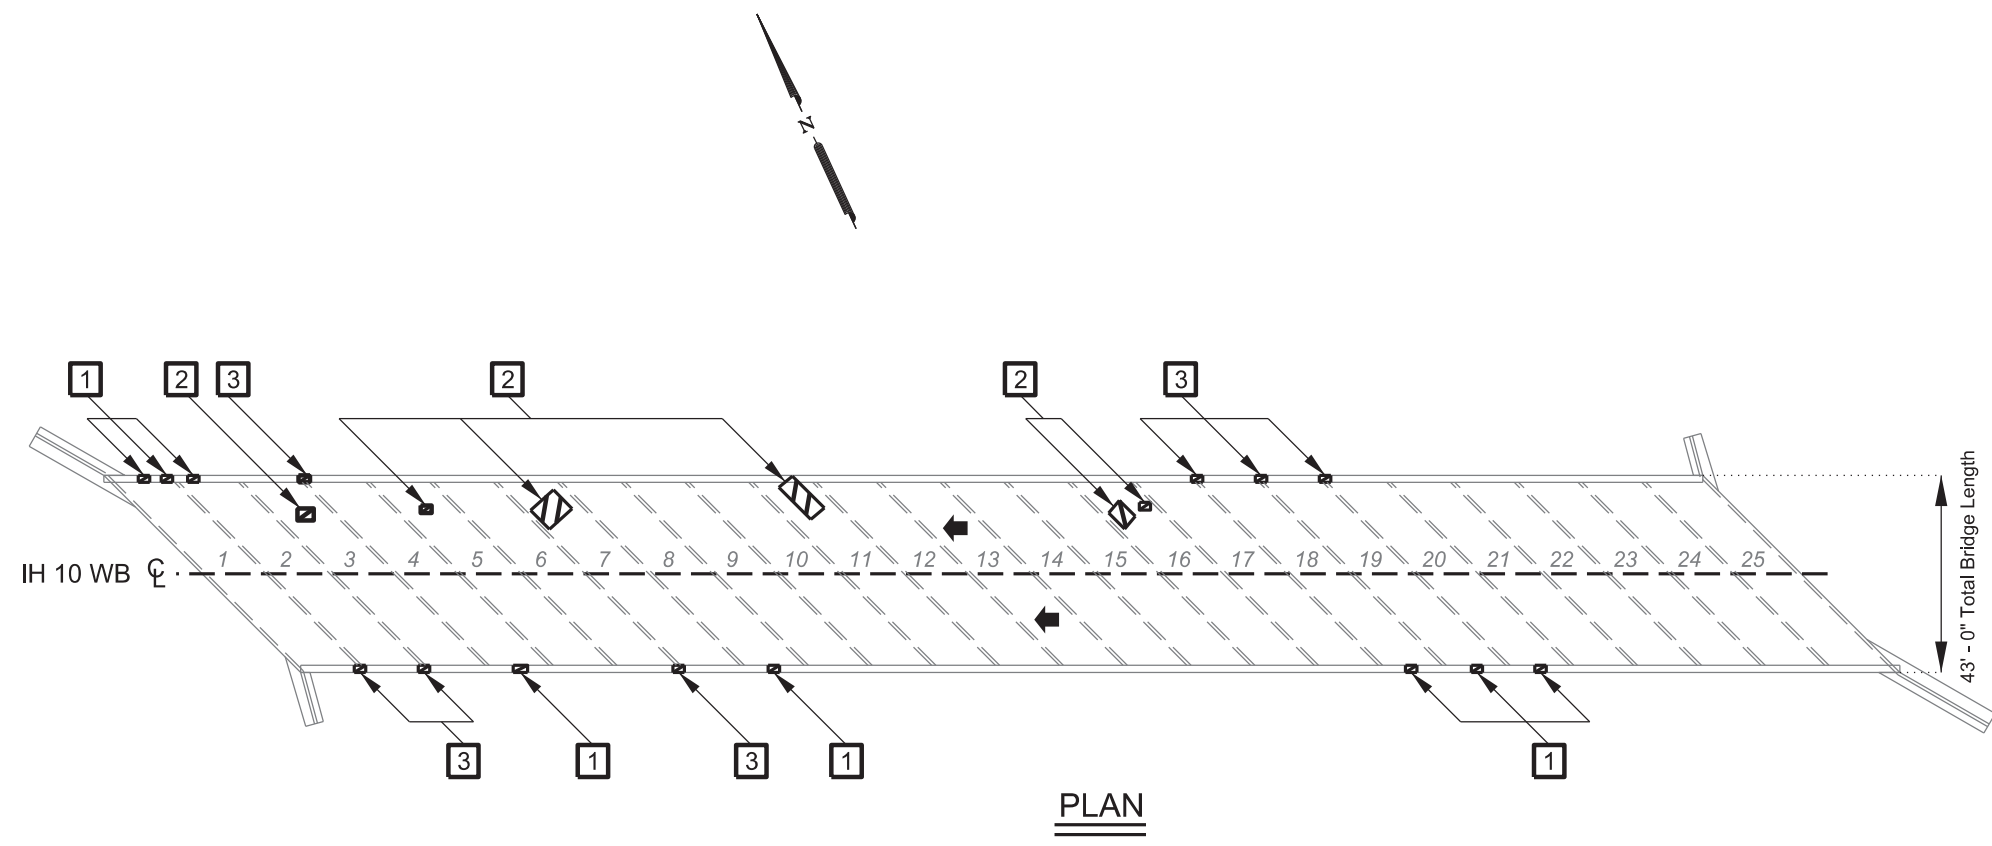 N
1 2 3 2 2 3
1 2 3 4 5 6 7 8 9 10 11 12 13 14 15 16 17 18 19 20 21 22 23 24 25
IH 10 WB ℄
43' - 0" Total Bridge Length
3 1 3 1 1
PLAN